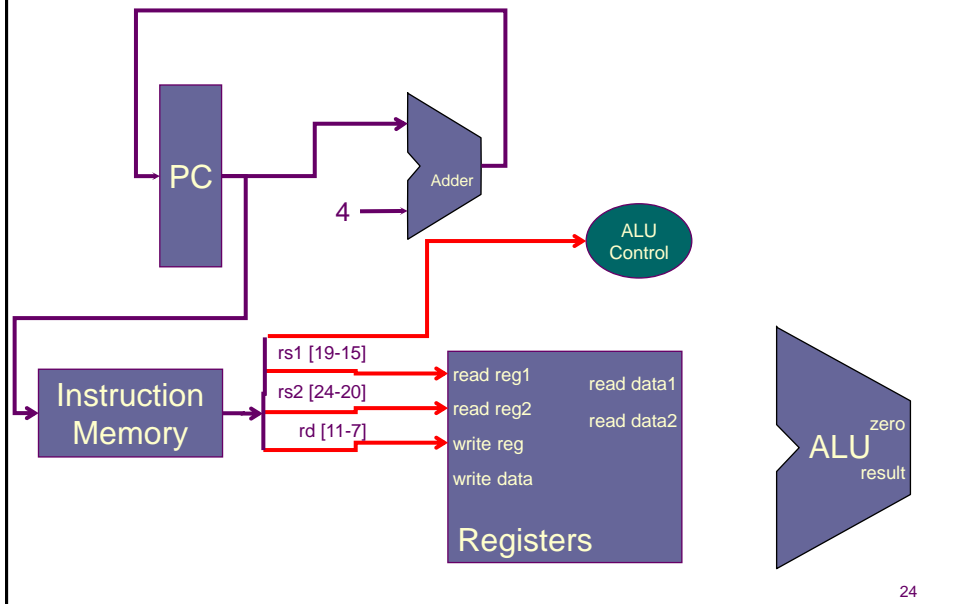 PC
Adder
4
ALU
Control
rs1 [19-15]
rs2 [24-20]
rd [11-7]
Instruction
Memory
read reg1
read reg2
write reg
write data
read data1
read data2
Registers
ALU
zero
result
24